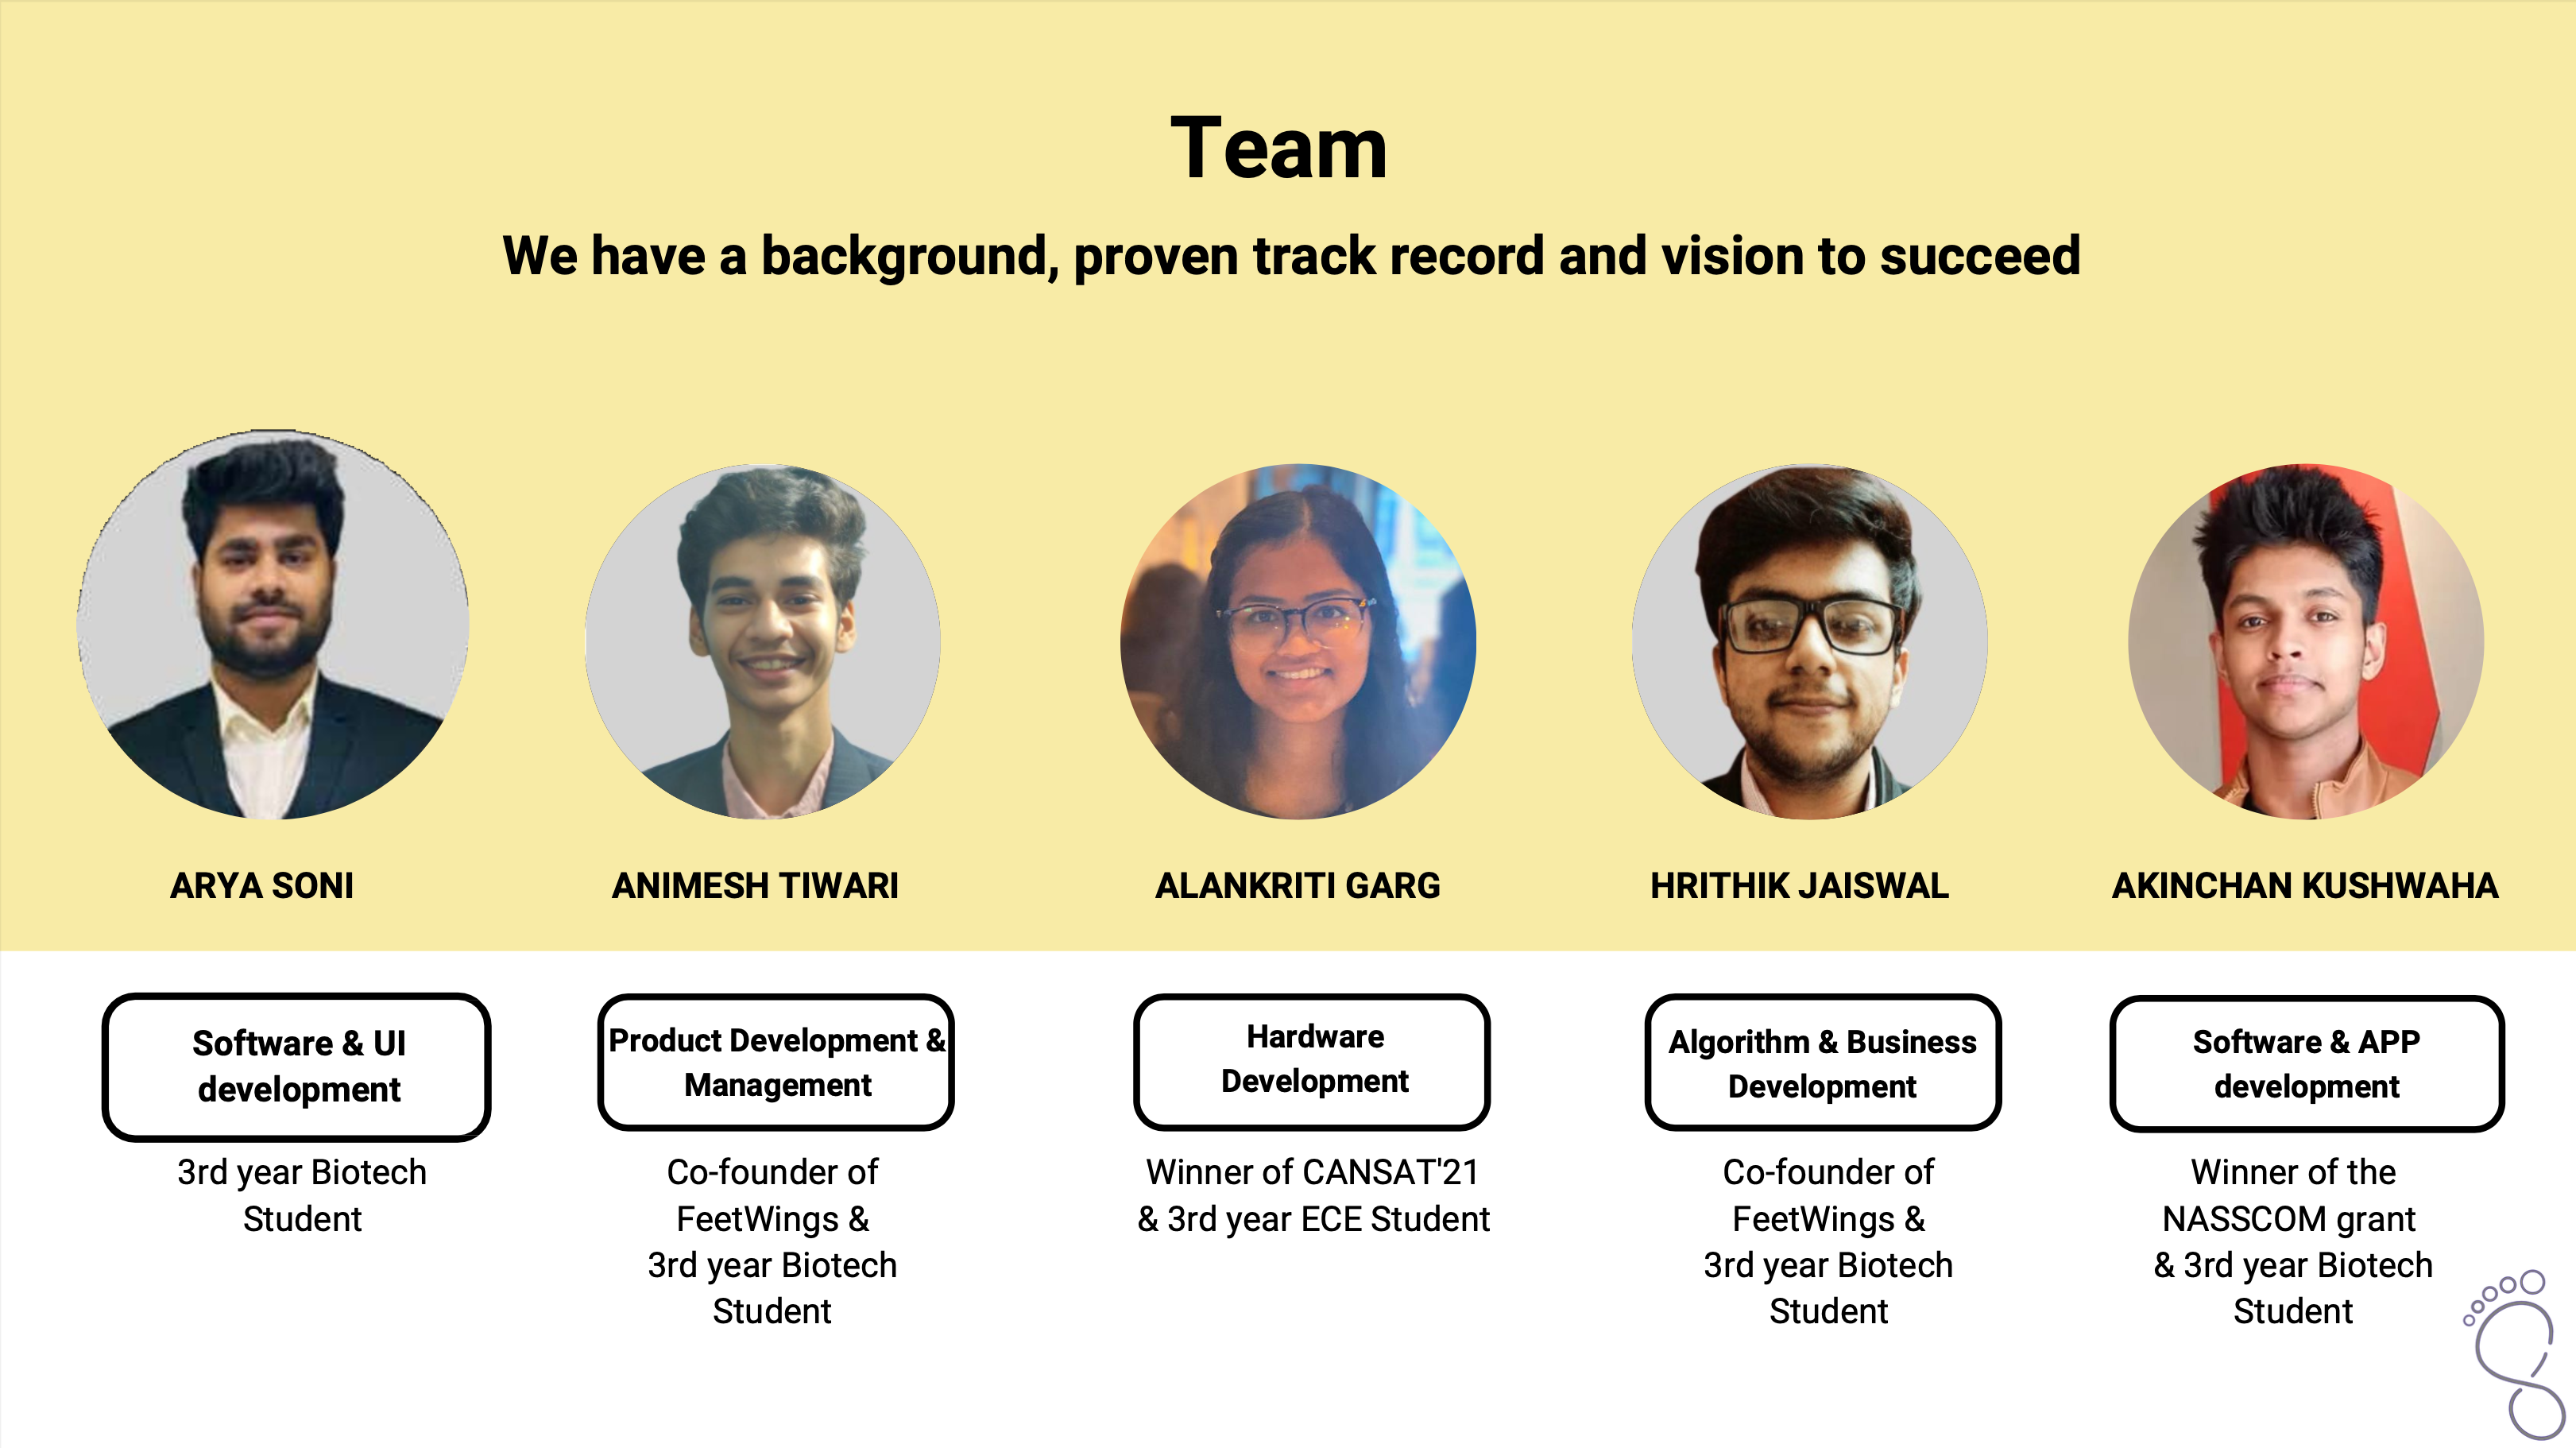 Team
We have a background, proven track record and vision to succeed
ARYA SONI
ANIMESH TIWARI
ALANKRITI GARG
HRITHIK JAISWAL
AKINCHAN KUSHWAHA
Software & UI
development
3rd year Biotech
Student
Product Development &
Management
Co-founder of
FeetWings &
3rd year Biotech
Student
Hardware
Development
Winner of CANSAT'21
& 3rd year ECE Student
Algorithm & Business
Development
Co-founder of
FeetWings &
3rd year Biotech
Student
Software & APP
development
Winner of the
NASSCOM grant
& 3rd year Biotech
Student